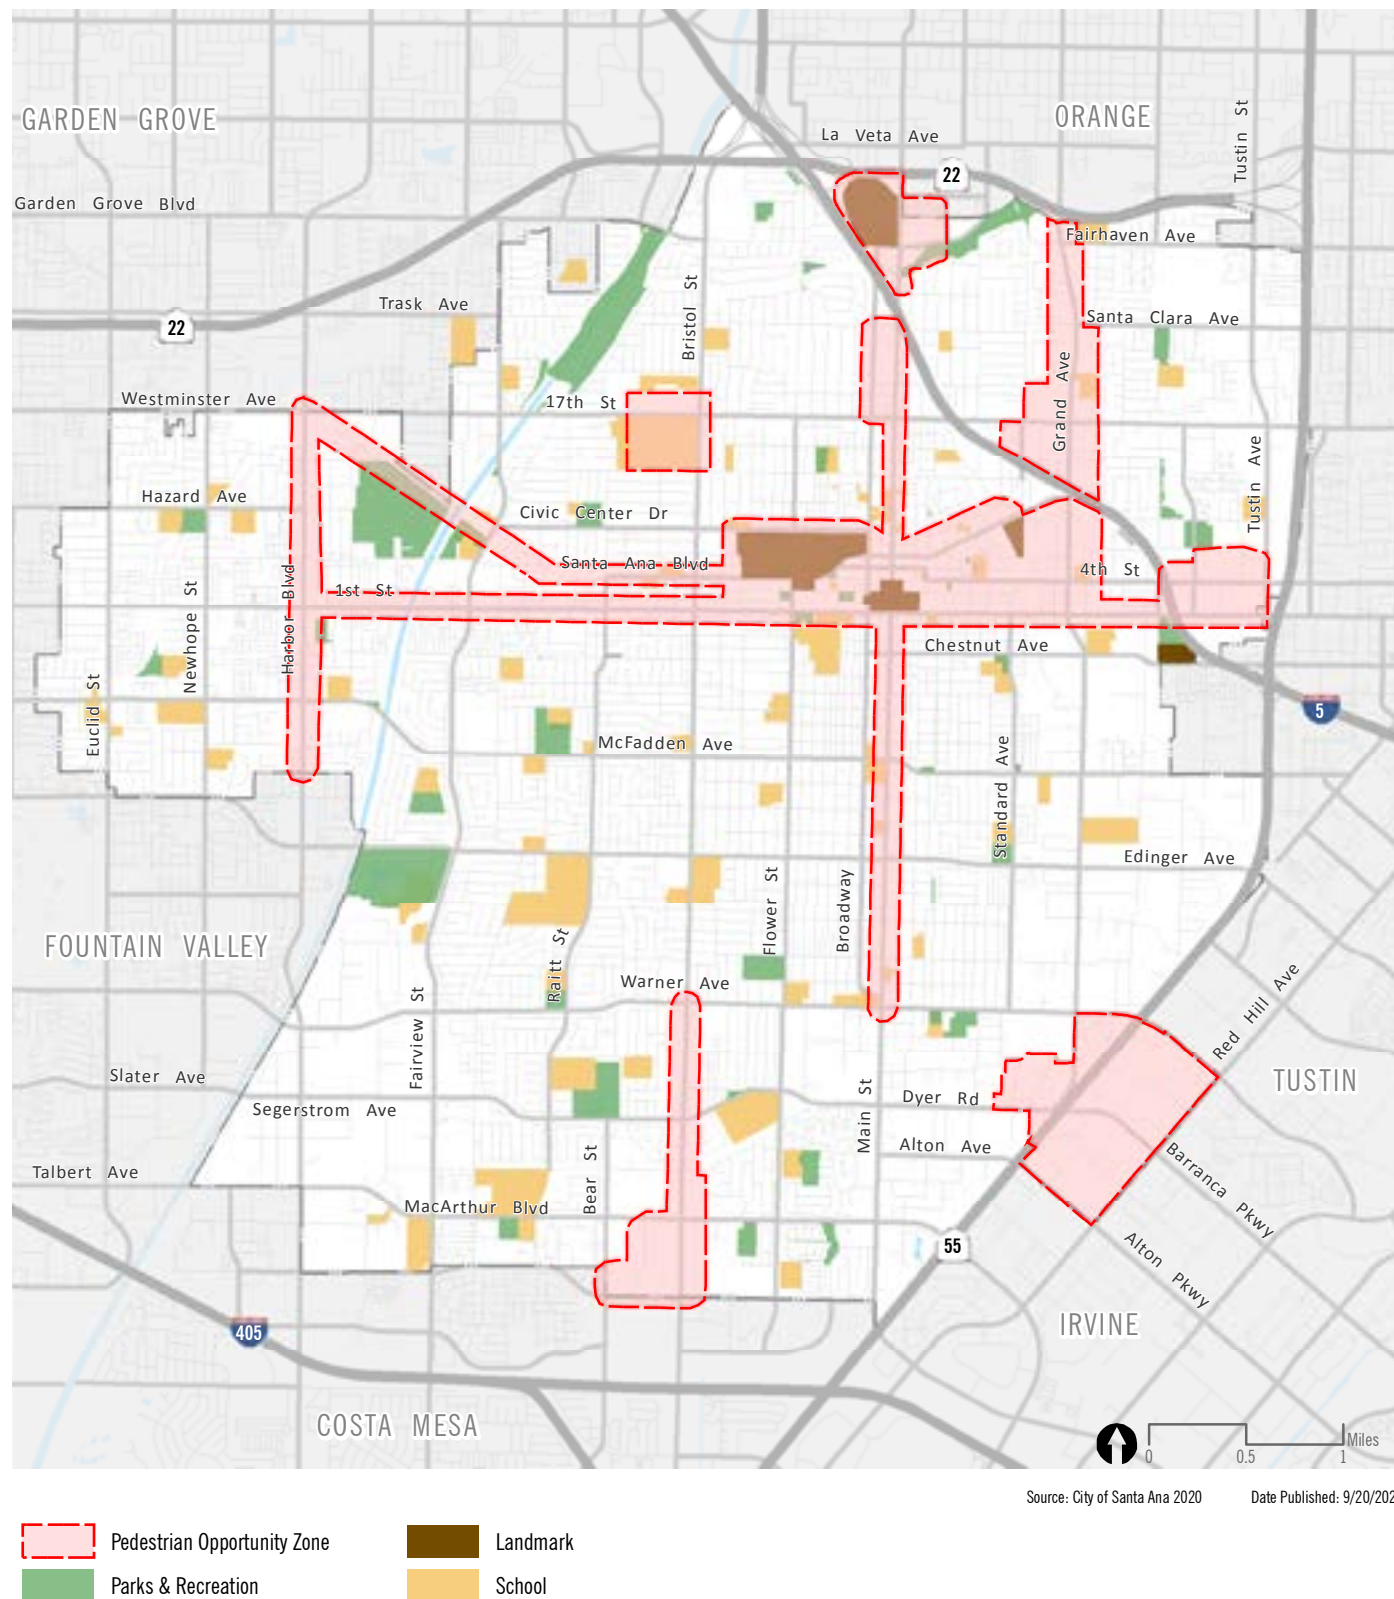 GARDEN GROVE
ORANGE
Tustin St
La Veta Ave
22
Garden Grove Blvd
Fairhaven Ave
Bristol St
Trask Ave
22
Santa Clara Ave
Grand Ave
Westminster Ave
17th St
Tustin Ave
Hazard Ave
Civic Center Dr
Santa Ana Blvd
4th St
1st St
Newhope St
Harbor Blvd
Chestnut Ave
Euclid St
5
McFadden Ave
Standard Ave
Edinger Ave
Flower St
Broadway
FOUNTAIN VALLEY
Raitt St
Warner Ave
Fairview St
Red Hill Ave
Slater Ave
TUSTIN
Segerstrom Ave
Dyer Rd
Main St
Alton Ave
Talbert Ave
Bear St
Barranca Pkwy
MacArthur Blvd
55
Alton Pkwy
IRVINE
405
COSTA MESA
Miles
0 0.5 1
Source: City of Santa Ana 2020 Date Published: 9/20/202
Pedestrian Opportunity Zone
Landmark
Parks & Recreation
School